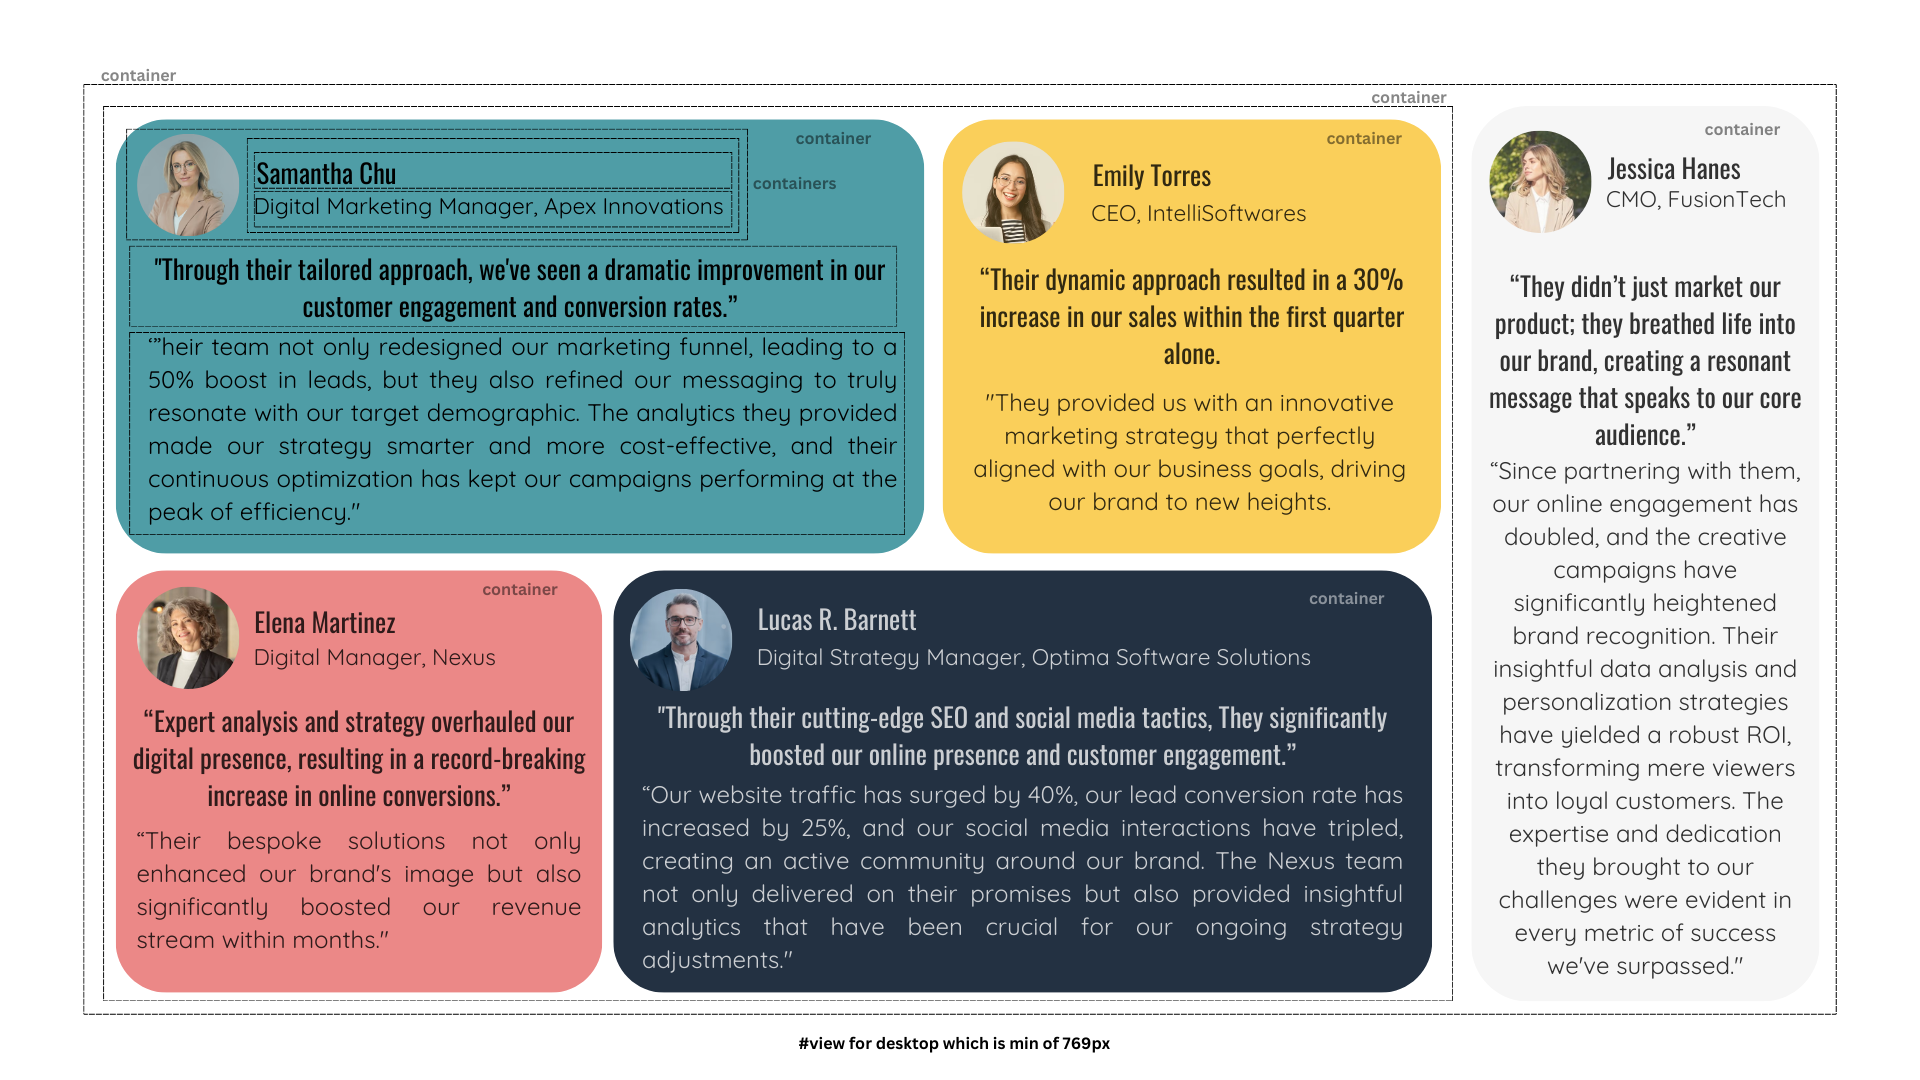 container
container
container
Samantha Chu
containers
Digital Marketing Manager, Apex Innovations
"Through their tailored approach, we've seen a dramatic improvement in our
customer engagement and conversion rates.”
‘”heir team not only redesigned our marketing funnel, leading to a
50% boost in leads, but they also refined our messaging to truly
resonate with our target demographic. The analytics they provided
made our strategy smarter and more cost-effective, and their
continuous optimization has kept our campaigns performing at the
peak of efficiency."
container
Emily Torres
CEO, IntelliSoftwares
“Their dynamic approach resulted in a 30%
increase in our sales within the first quarter
alone.
"They provided us with an innovative
marketing strategy that perfectly
aligned with our business goals, driving
our brand to new heights.
container
Jessica Hanes
CMO, FusionTech
“They didn’t just market our
product; they breathed life into
our brand, creating a resonant
message that speaks to our core
audience.”
“Since partnering with them,
our online engagement has
doubled, and the creative
campaigns have
significantly heightened
brand recognition. Their
insightful data analysis and
personalization strategies
have yielded a robust ROI,
transforming mere viewers
into loyal customers. The
expertise and dedication
they brought to our
challenges were evident in
every metric of success
we've surpassed."
container
Elena Martinez
Digital Manager, Nexus
“Expert analysis and strategy overhauled our
digital presence, resulting in a record-breaking
increase in online conversions.”
“Their bespoke solutions not only
enhanced our brand's image but also
significantly boosted our revenue
stream within months."
container
Lucas R. Barnett
Digital Strategy Manager, Optima Software Solutions
"Through their cutting-edge SEO and social media tactics, They significantly
boosted our online presence and customer engagement.”
“Our website traffic has surged by 40%, our lead conversion rate has
increased by 25%, and our social media interactions have tripled,
creating an active community around our brand. The Nexus team
not only delivered on their promises but also provided insightful
analytics that have been crucial for our ongoing strategy
adjustments."
#view for desktop which is min of 769px